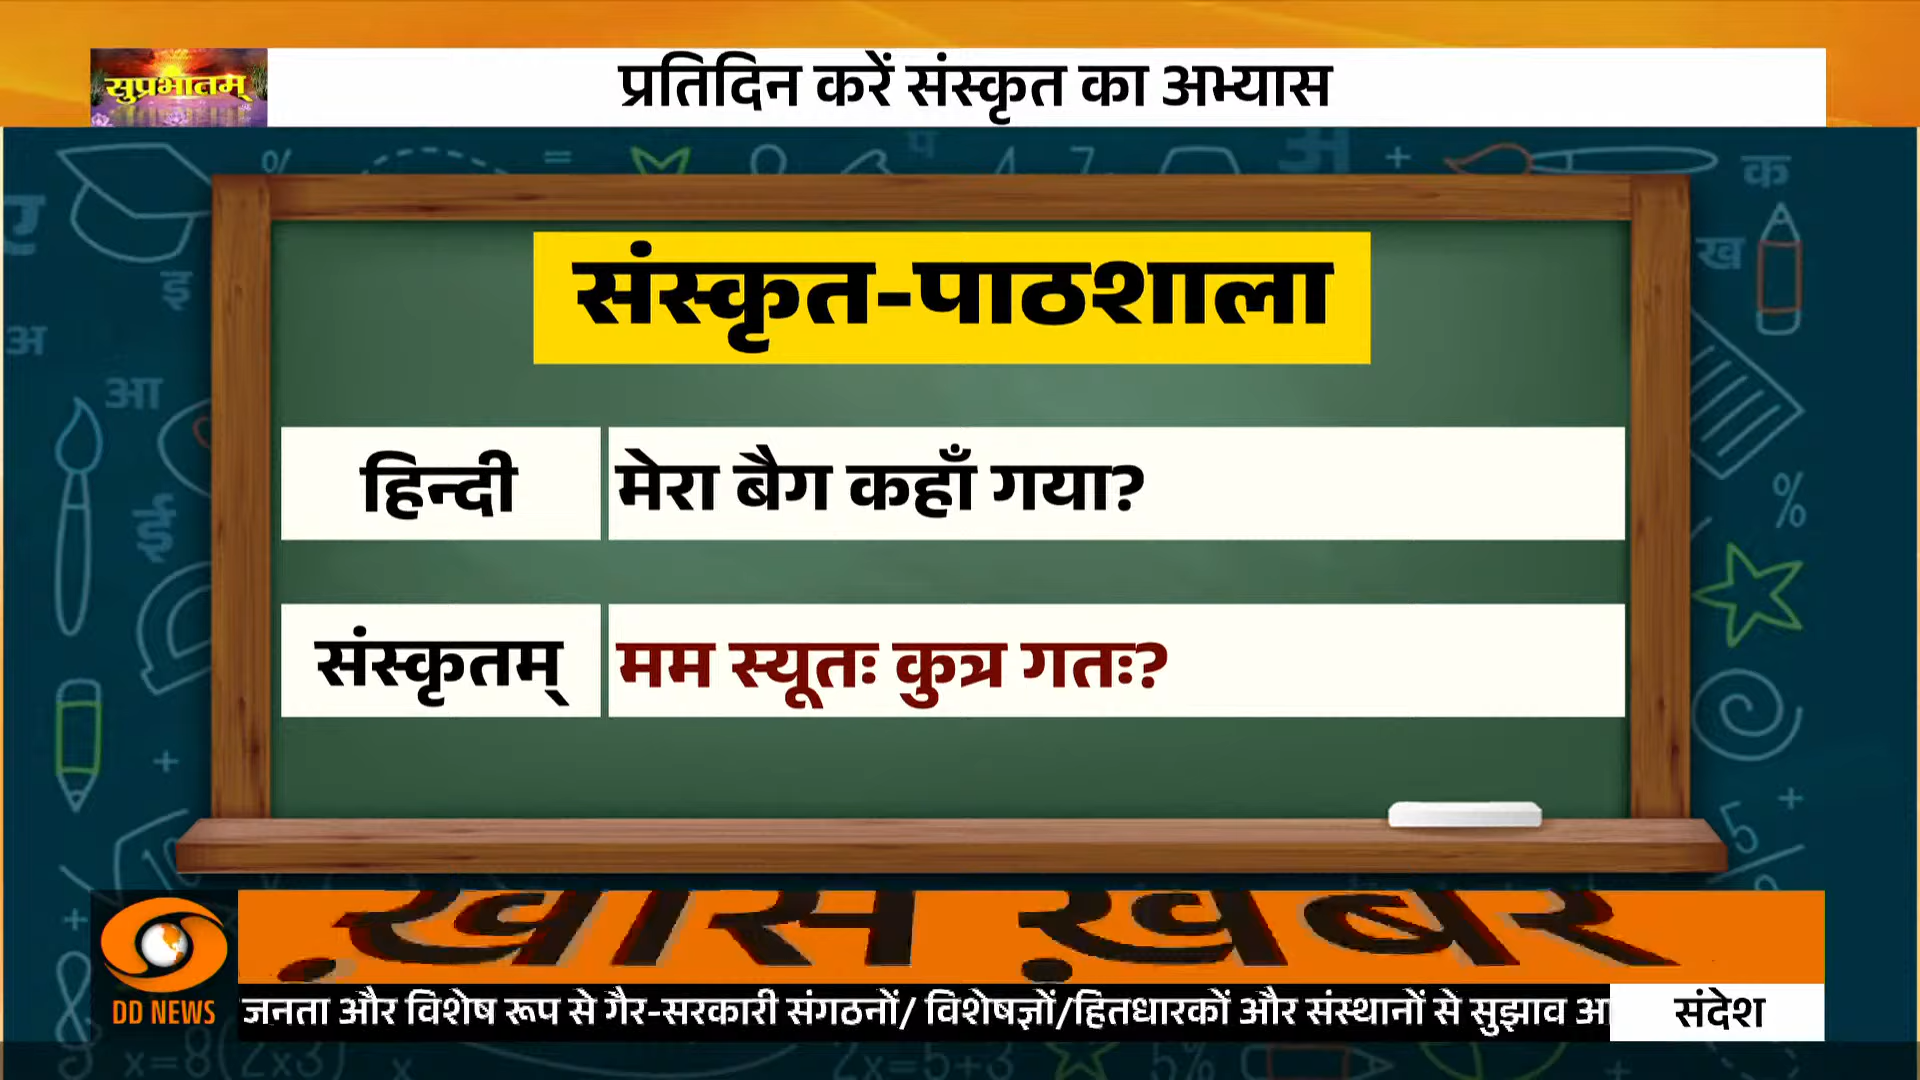 सुप्रभातम्
प्रतिदिन करें संस्कृत का अभ्यास
संस्कृत-पाठशाला
हिन्दी
मेरा बैग कहाँ गया?
संस्कृतम्
मम स्यूतः कुत्र गतः?
ख़ास ख़बर
DD NEWS
जनता और विशेष रूप से गैर-सरकारी संगठनों/ विशेषज्ञों/हितधारकों और संस्थानों से सुझाव आ
संदेश